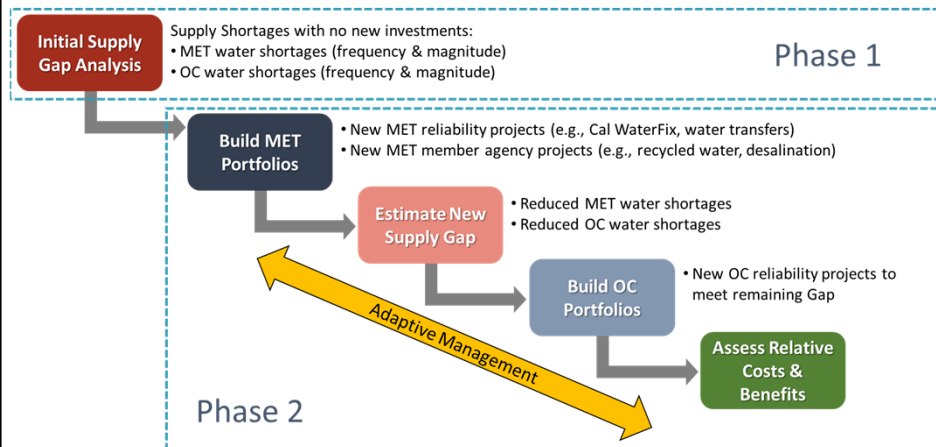 Initial Supply
Gap Analysis
Supply Shortages with no new investments:
• MET water shortages (frequency & magnitude)
• OC water shortages (frequency & magnitude)
Phase 1
Build MET
Portfolios
• New MET reliability projects (e.g., Cal WaterFix, water transfers)
• New MET member agency projects (e.g., recycled water, desalination)
Estimate New
Supply Gap
• Reduced MET water shortages
• Reduced OC water shortages
Build OC
Portfolios
• New OC reliability projects to
meet remaining Gap
Adaptive Management
Assess Relative
Costs &
Benefits
Phase 2